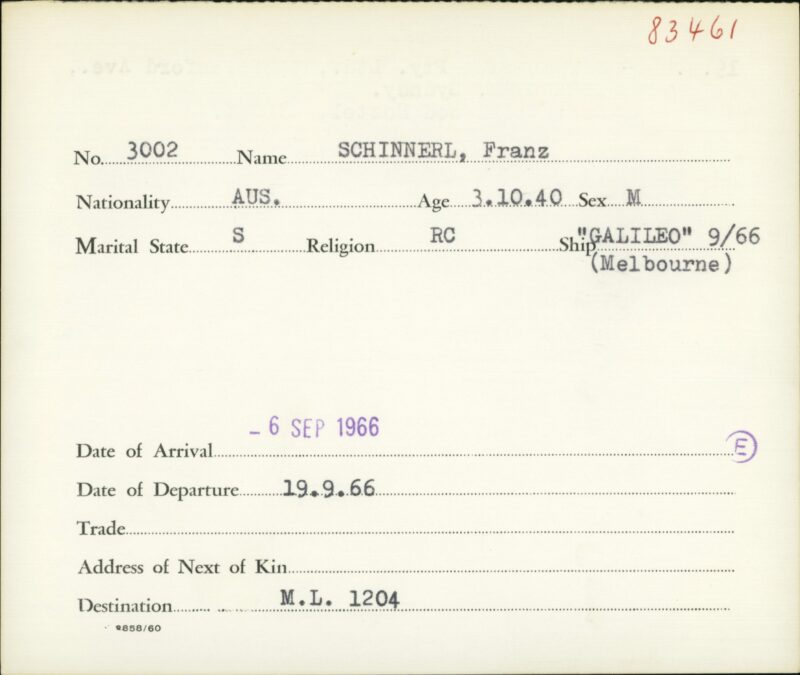 83461
No. 3002 Name SCHINNERL, Franz
Nationality AUS. Age 3.10.40 Sex M
Marital State S Religion RC Ship "GALILEO" 9/66
(Melbourne)
- 6 SEP 1966
Date of Arrival
E
Date of Departure 19.9.66
Trade
Address of Next of Kin
Destination M.L. 1204
9858/60